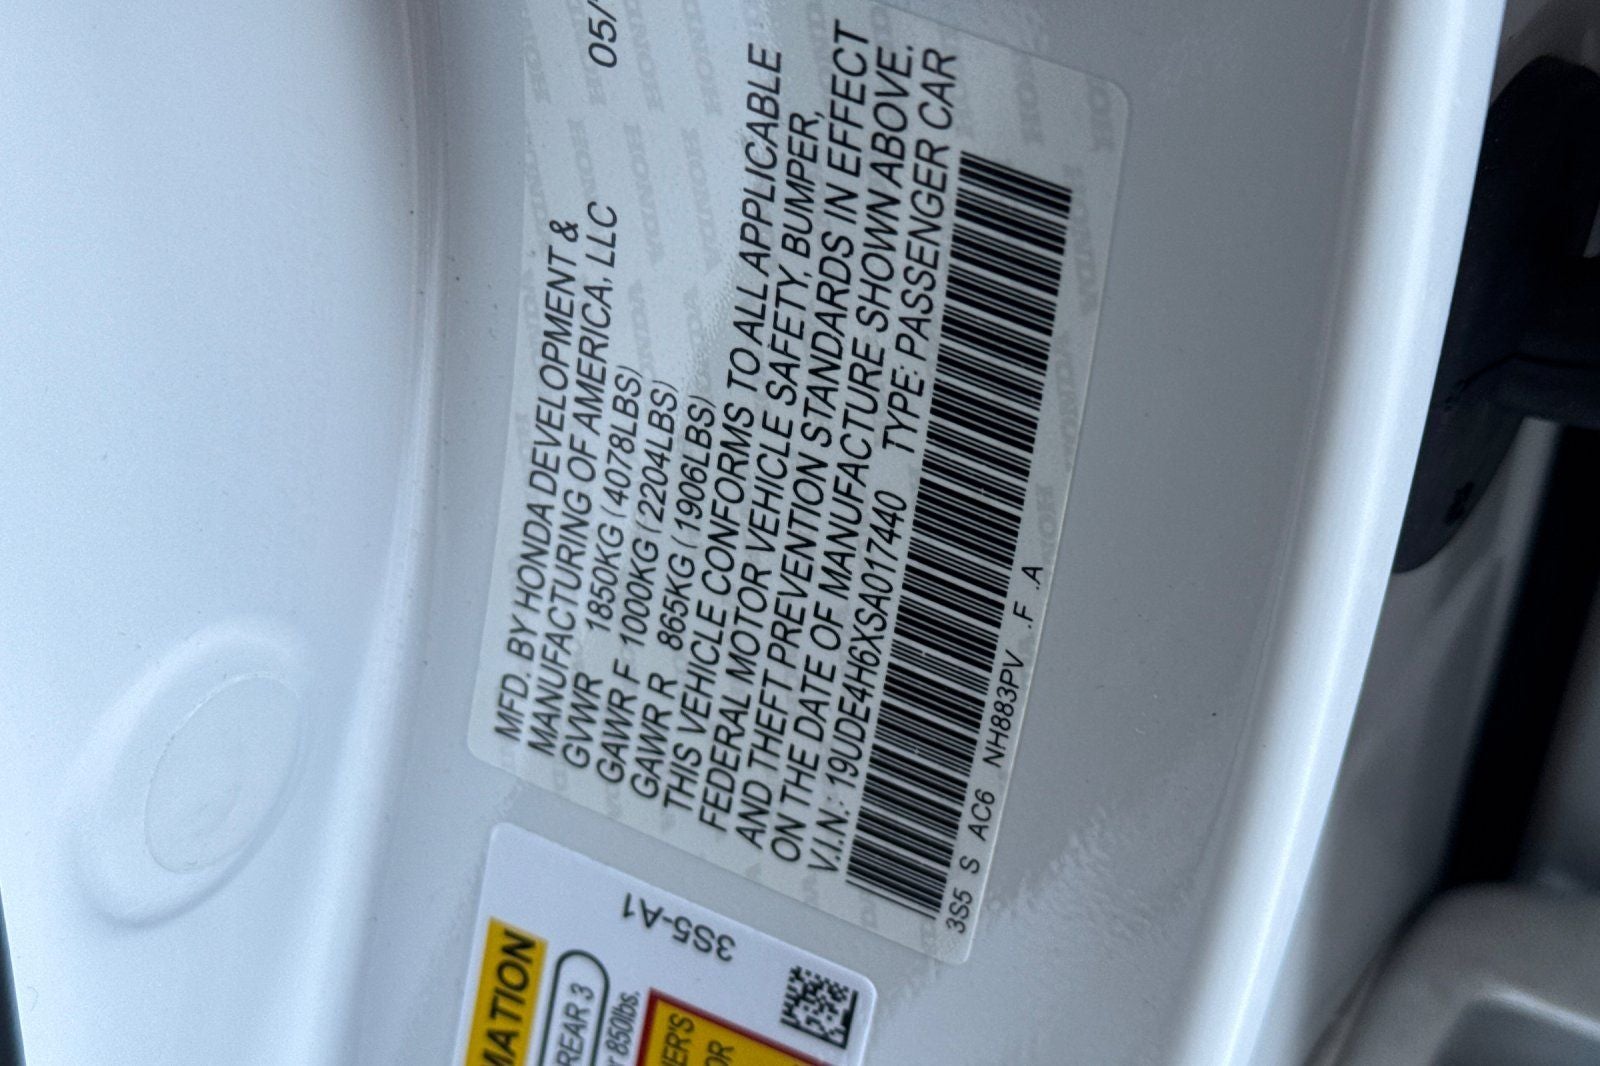 05/
MFD. BY HONDA DEVELOPMENT &
MANUFACTURING OF AMERICA, LLC
GVWR 1850KG (4078LBS)
GAWR F 1000KG (2204LBS)
GAWR R 865KG (1906LBS)
THIS VEHICLE CONFORMS TO ALL APPLICABLE
FEDERAL MOTOR VEHICLE SAFETY, BUMPER,
AND THEFT PREVENTION STANDARDS IN EFFECT
ON THE DATE OF MANUFACTURE SHOWN ABOVE.
V.I.N.: 19UDE4H6XSA017440 TYPE: PASSENGER CAR
3S5 S AC6 NH883PV .F A
3S5-A1
MATION
REAR 3
850lbs.
ER'S
OR